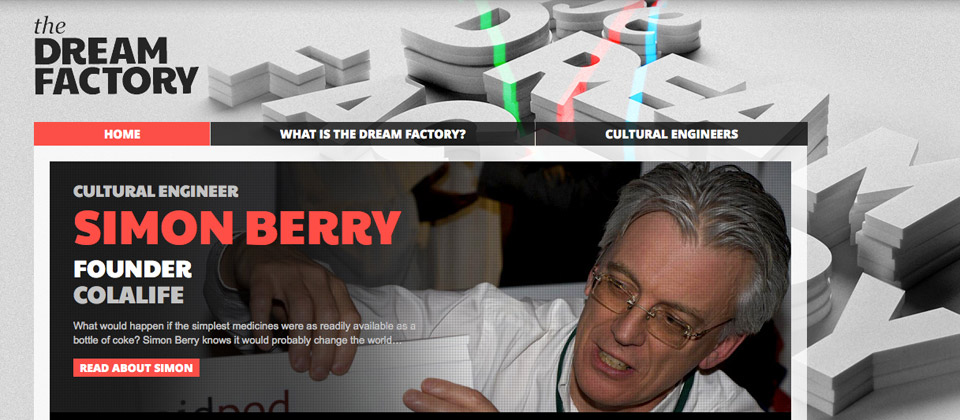 the
DREAM
FACTORY
HOME
WHAT IS THE DREAM FACTORY?
CULTURAL ENGINEERS
CULTURAL ENGINEER
SIMON BERRY
FOUNDER
COLALIFE
What would happen if the simplest medicines were as readily available as a
bottle of coke? Simon Berry knows it would probably change the world…
READ ABOUT SIMON